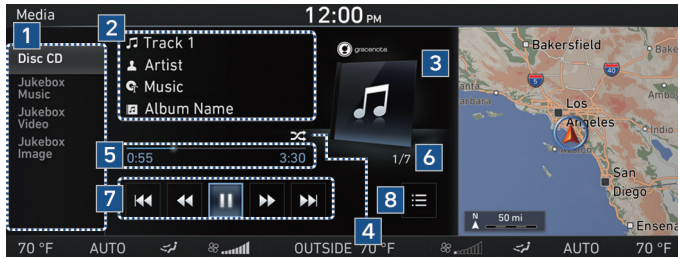 Media
12:00 PM
1
2
Disc CD
Jukebox
Music
Jukebox
Video
Jukebox
Image
Track 1
Artist
Music
Album Name
gracenote
3
5
0:55
3:30
1/7
6
7
8
4
Bakersfield
5
40
Los
Angeles
Indio
San
Diego
N
50 mi
Ensena
70 °F
AUTO
OUTSIDE 70 °F
AUTO
70 °F